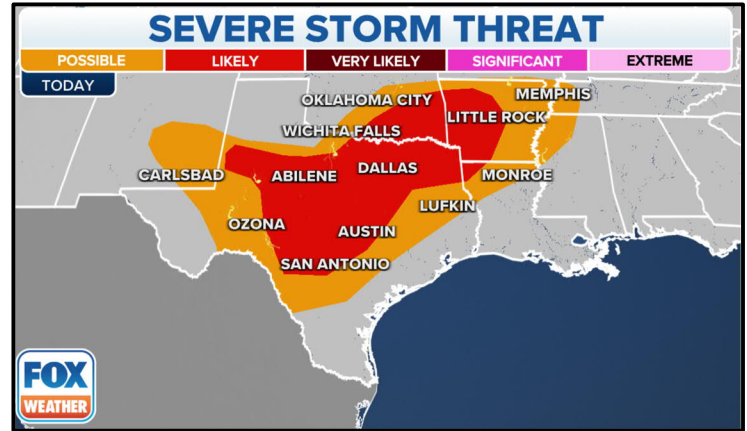 SEVERE STORM THREAT
POSSIBLE
LIKELY
VERY LIKELY
SIGNIFICANT
EXTREME
TODAY
OKLAHOMA CITY
MEMPHIS
LITTLE ROCK
WICHITA FALLS
CARLSBAD
ABILENE
DALLAS
MONROE
LUFKIN
OZONA
AUSTIN
SAN ANTONIO
FOX
WEATHER